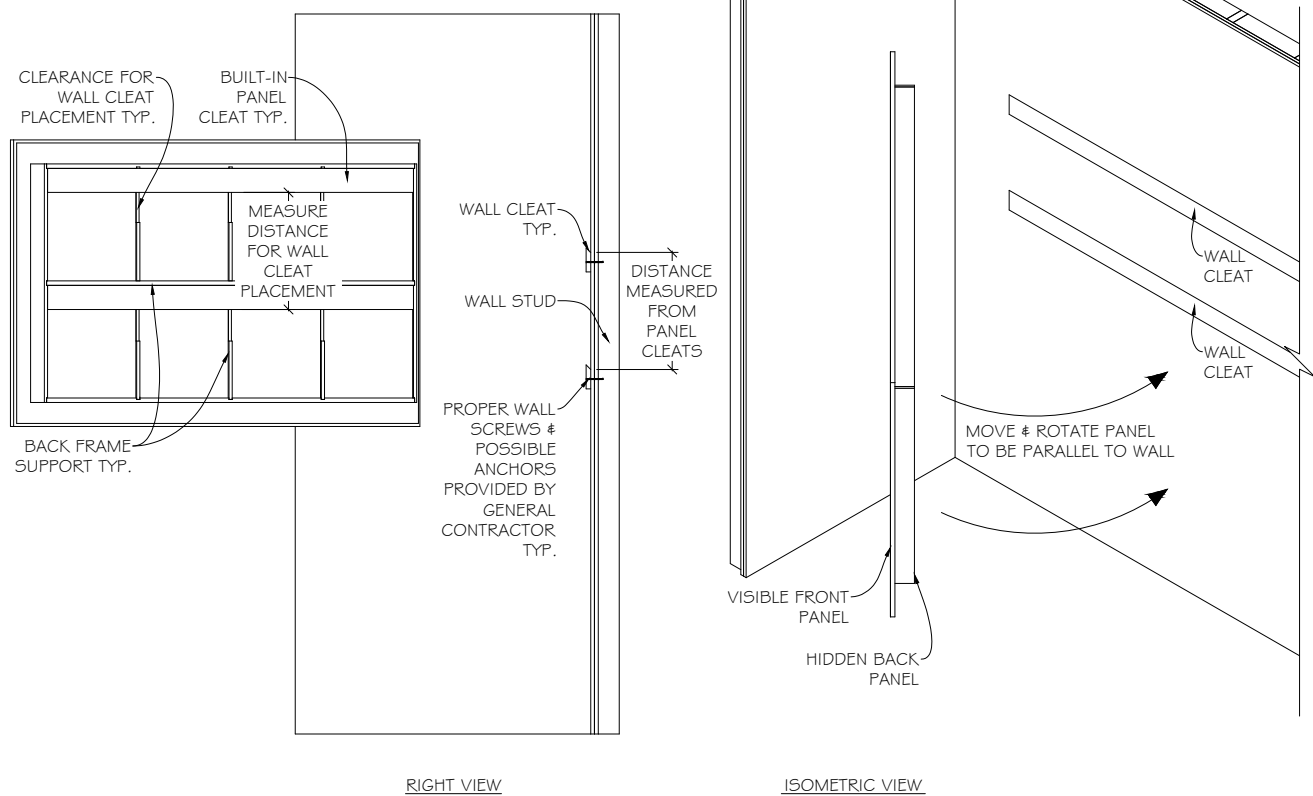 CLEARANCE FOR
WALL CLEAT
PLACEMENT TYP.
BUILT-IN
PANEL
CLEAT TYP.
MEASURE
DISTANCE
FOR WALL
CLEAT
PLACEMENT
BACK FRAME
SUPPORT TYP.
WALL CLEAT
TYP.
WALL STUD
DISTANCE
MEASURED
FROM
PANEL
CLEATS
PROPER WALL
SCREWS &
POSSIBLE
ANCHORS
PROVIDED BY
GENERAL
CONTRACTOR
TYP.
RIGHT VIEW
WALL
CLEAT
WALL
CLEAT
MOVE & ROTATE PANEL
TO BE PARALLEL TO WALL
VISIBLE FRONT
PANEL
HIDDEN BACK
PANEL
ISOMETRIC VIEW